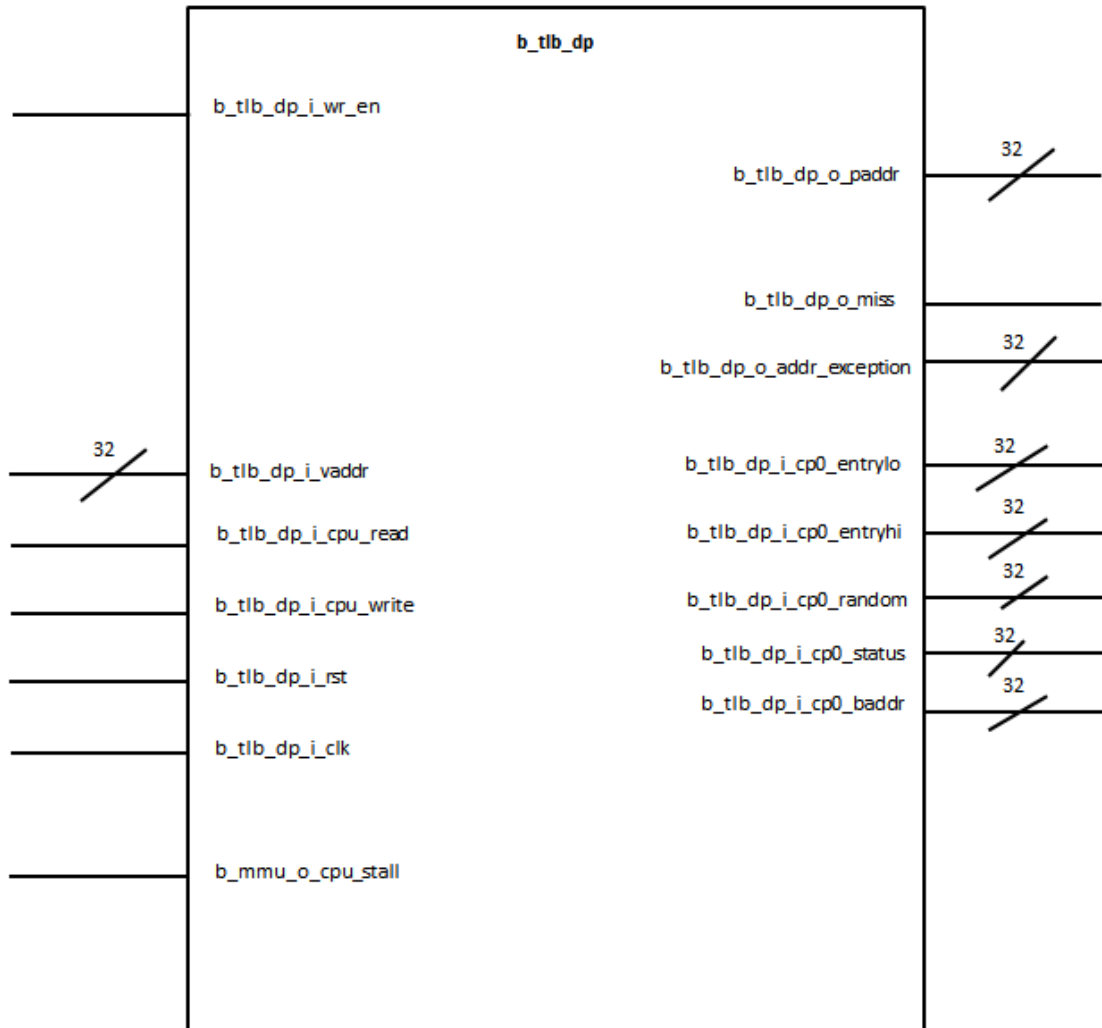 b_tlb_dp
b_tlb_dp_i_wr_en
32
b_tlb_dp_o_paddr
b_tlb_dp_o_miss
32
b_tlb_dp_o_addr_exception
32
b_tlb_dp_i_vaddr
32
b_tlb_dp_i_cp0_entrylo
b_tlb_dp_i_cpu_read
32
b_tlb_dp_i_cp0_entryhi
32
b_tlb_dp_i_cp0_random
b_tlb_dp_i_cpu_write
32
b_tlb_dp_i_cp0_status
b_tlb_dp_i_rst
32
b_tlb_dp_i_cp0_baddr
b_tlb_dp_i_clk
b_mmu_o_cpu_stall